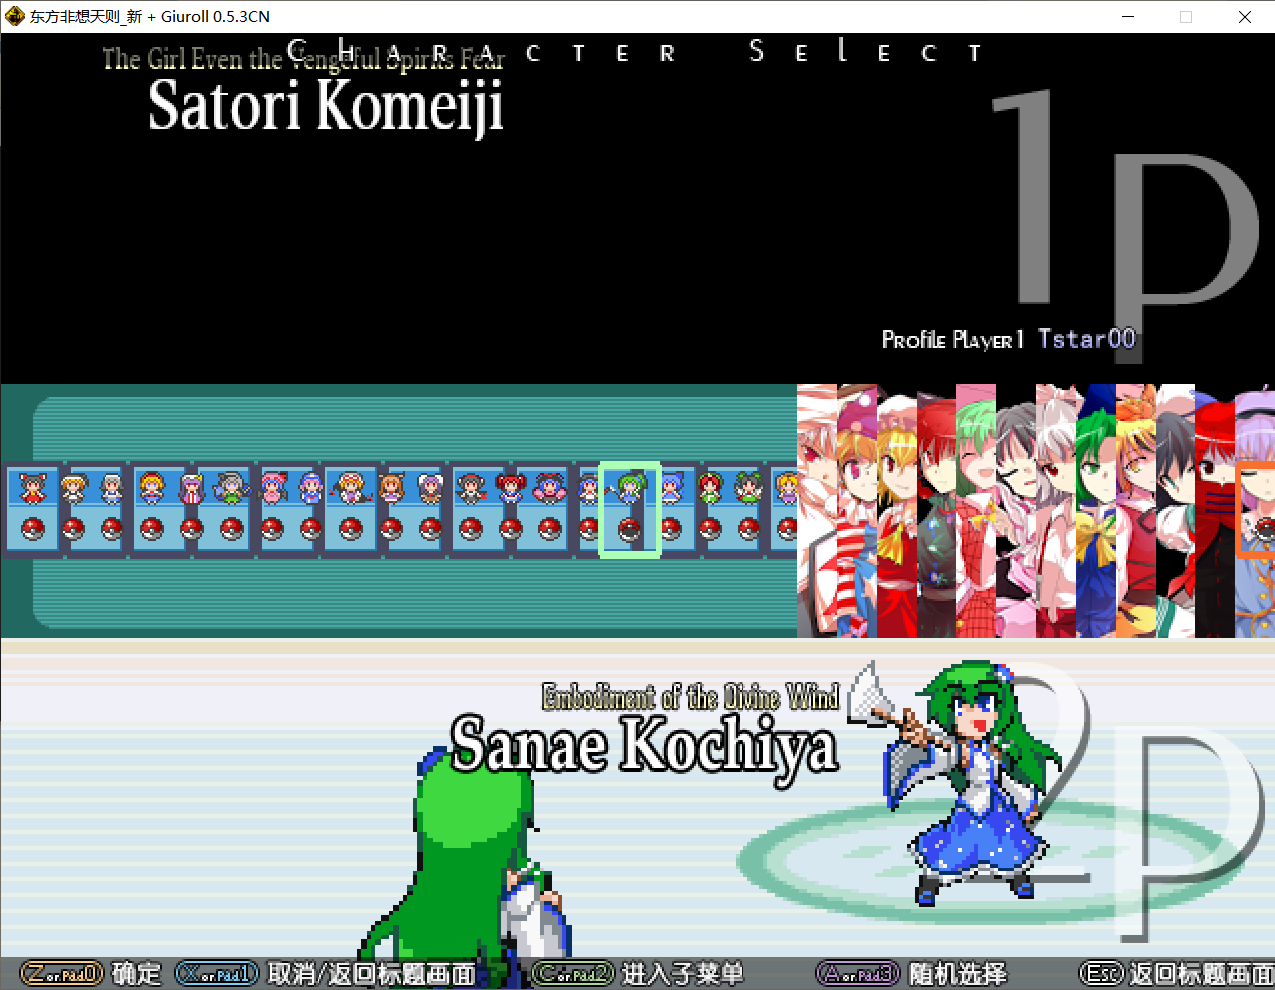 东方非想天则_新 + Giuroll 0.5.3CN
Character Select
The Girl Even the Vengeful Spirits Fear
Satori Komeiji
1P
Profile Player1 Tstar00
Embodiment of the Divine Wind
Sanae Kochiya
2P
Z or Pad0 确定 X or Pad1 取消/返回标题画面 C or Pad2 进入子菜单 A or Pad3 随机选择 Esc 返回标题画面